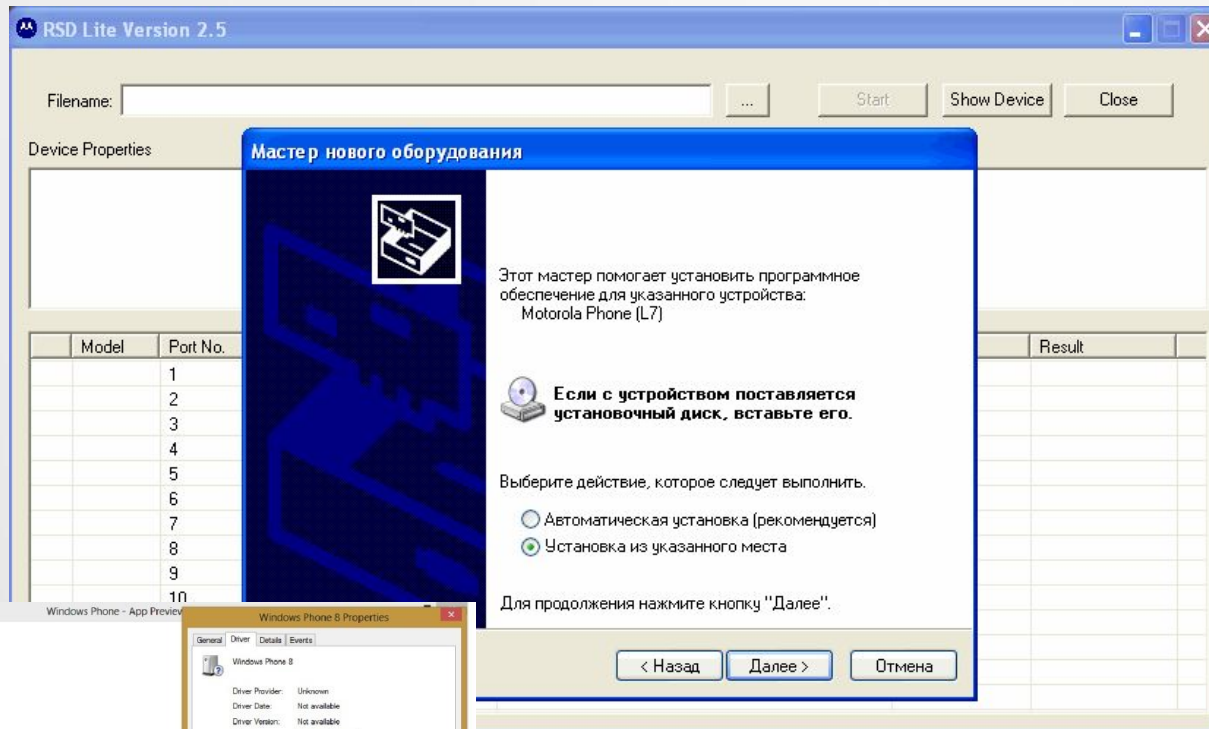 RSD Lite Version 2.5
Filename:
...
Start
Show Device
Close
Device Properties
Мастер нового оборудования
Этот мастер помогает установить программное
обеспечение для указанного устройства:
Motorola Phone (L7)
Если с устройством поставляется
установочный диск, вставьте его.
Выберите действие, которое следует выполнить.
Автоматическая установка (рекомендуется)
Установка из указанного места
Для продолжения нажмите кнопку "Далее".
< Назад
Далее >
Отмена
Model Port No. Result
1
2
3
4
5
6
7
8
9
10
Windows Phone - App Preview
Windows Phone 8 Properties
General Driver Details Events
Windows Phone 8
Driver Provider: Unknown
Driver Date: Not available
Driver Version: Not available